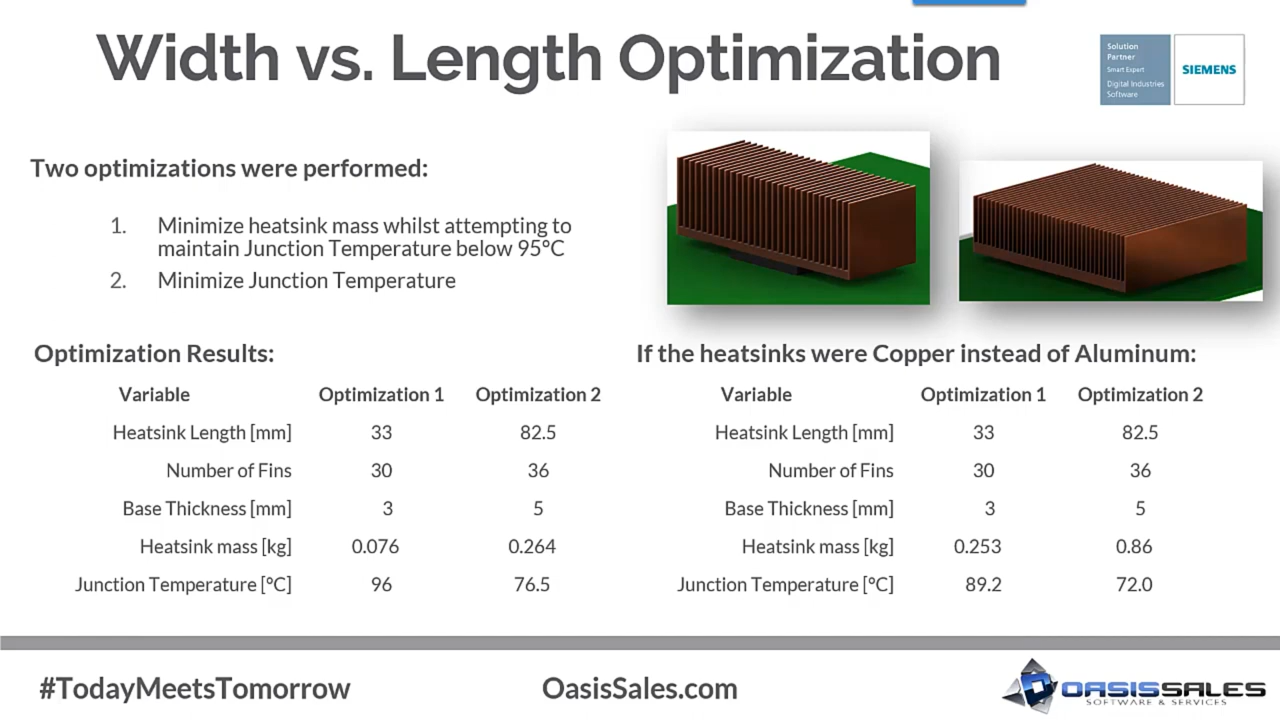 Width vs. Length Optimization
Solution
Partner
Smart Expert
Digital Industries
Software
SIEMENS
Two optimizations were performed:
1. Minimize heatsink mass whilst attempting to
maintain Junction Temperature below 95°C
2. Minimize Junction Temperature
Optimization Results:
Variable Optimization 1 Optimization 2
Heatsink Length [mm] 33 82.5
Number of Fins 30 36
Base Thickness [mm] 3 5
Heatsink mass [kg] 0.076 0.264
Junction Temperature [°C] 96 76.5
If the heatsinks were Copper instead of Aluminum:
Variable Optimization 1 Optimization 2
Heatsink Length [mm] 33 82.5
Number of Fins 30 36
Base Thickness [mm] 3 5
Heatsink mass [kg] 0.253 0.86
Junction Temperature [°C] 89.2 72.0
#TodayMeetsTomorrow
OasisSales.com
OASISSALES
SOFTWARE & SERVICES